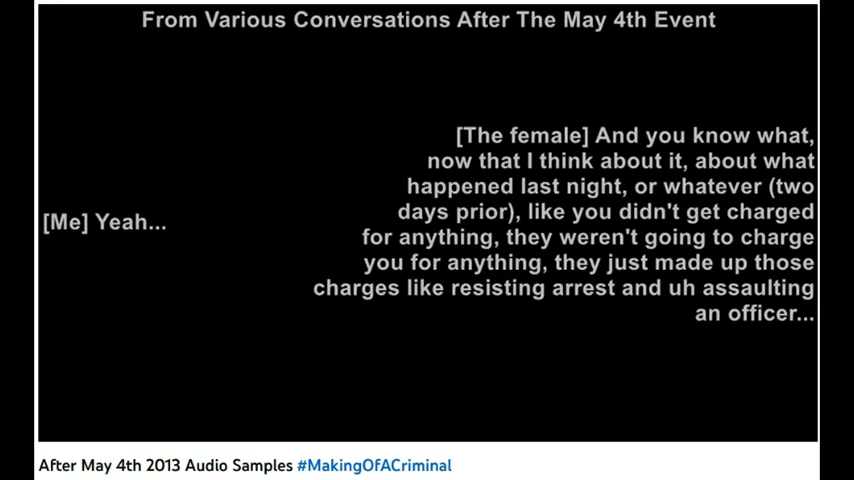 From Various Conversations After The May 4th Event
[The female] And you know what,
now that I think about it, about what
happened last night, or whatever (two
days prior), like you didn't get charged
[Me] Yeah...
for anything, they weren't going to charge
you for anything, they just made up those
charges like resisting arrest and uh assaulting
an officer...
After May 4th 2013 Audio Samples #MakingOfACriminal